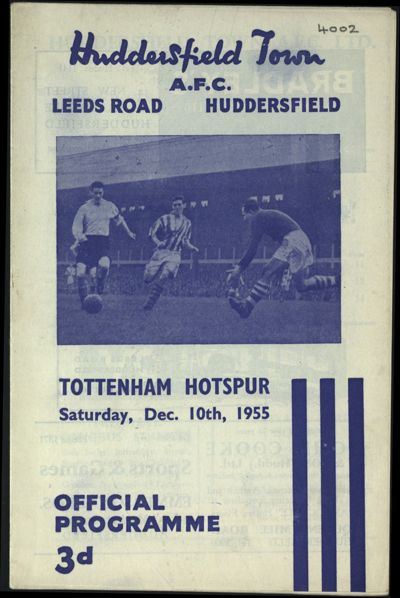 4002
Huddersfield Town
A.F.C.
LEEDS ROAD HUDDERSFIELD
TOTTENHAM HOTSPUR
Saturday, Dec. 10th, 1955
OFFICIAL
PROGRAMME
3d